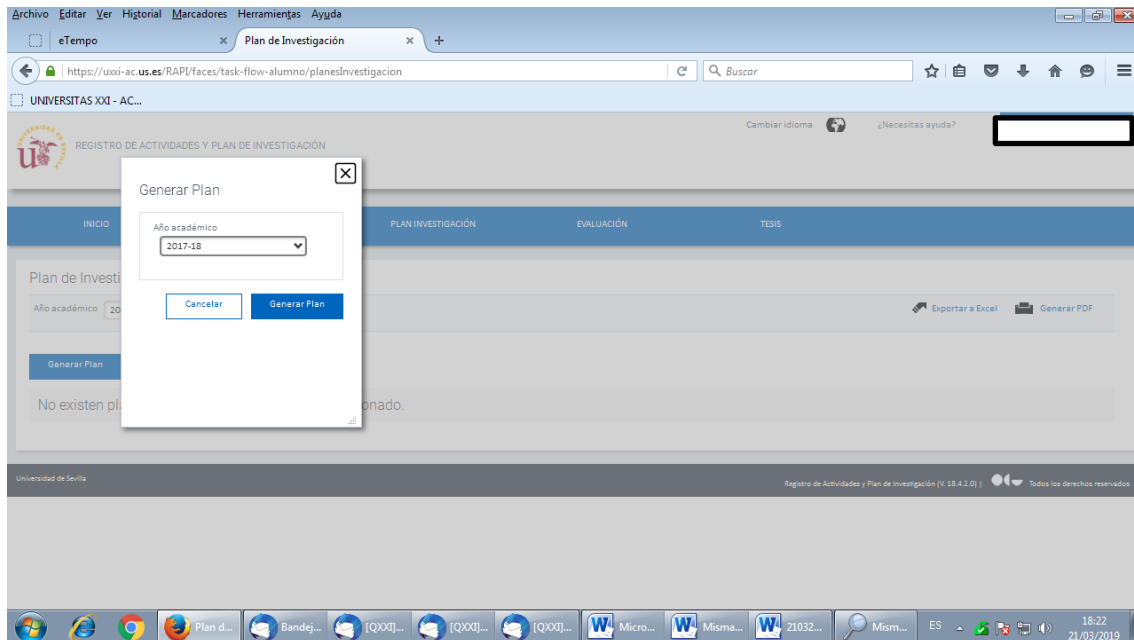 Archivo Editar Ver Historial Marcadores Herramientas Ayuda
eTempo × Plan de Investigación × +
https://uxxi-ac.us.es/RAPI/faces/task-flow-alumno/planesInvestigacion Buscar
UNIVERSITAS XXI - AC...
Cambiar idioma ¿Necesitas ayuda?
REGISTRO DE ACTIVIDADES Y PLAN DE INVESTIGACIÓN
Generar Plan
INICIO PLAN INVESTIGACIÓN EVALUACIÓN TESIS
Año académico
2017-18
Plan de Investi
Cancelar Generar Plan
Año académico 20 Exportar a Excel Generar PDF
Generar Plan
No existen pl onado.
Universidad de Sevilla Registro de Actividades y Plan de Investigación (V. 18.4.2.0) | Todos los derechos reservados
Plan d... Bandej... [QXXI]... [QXXI]... [QXXI]... Micro... Misma... 21032... Mism... ES 18:22
21/03/2019